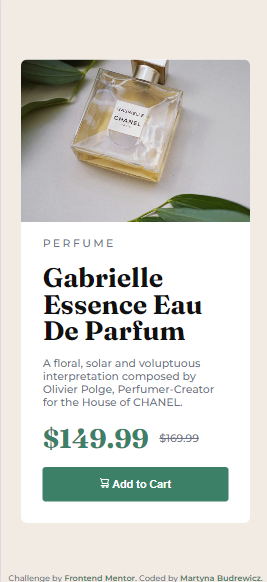 GABRIELLE
CHANEL
PERFUME
Gabrielle
Essence Eau
De Parfum
A floral, solar and voluptuous
interpretation composed by
Olivier Polge, Perfumer-Creator
for the House of CHANEL.
$149.99 $169.99
Add to Cart
Challenge by Frontend Mentor. Coded by Martyna Budrewicz.